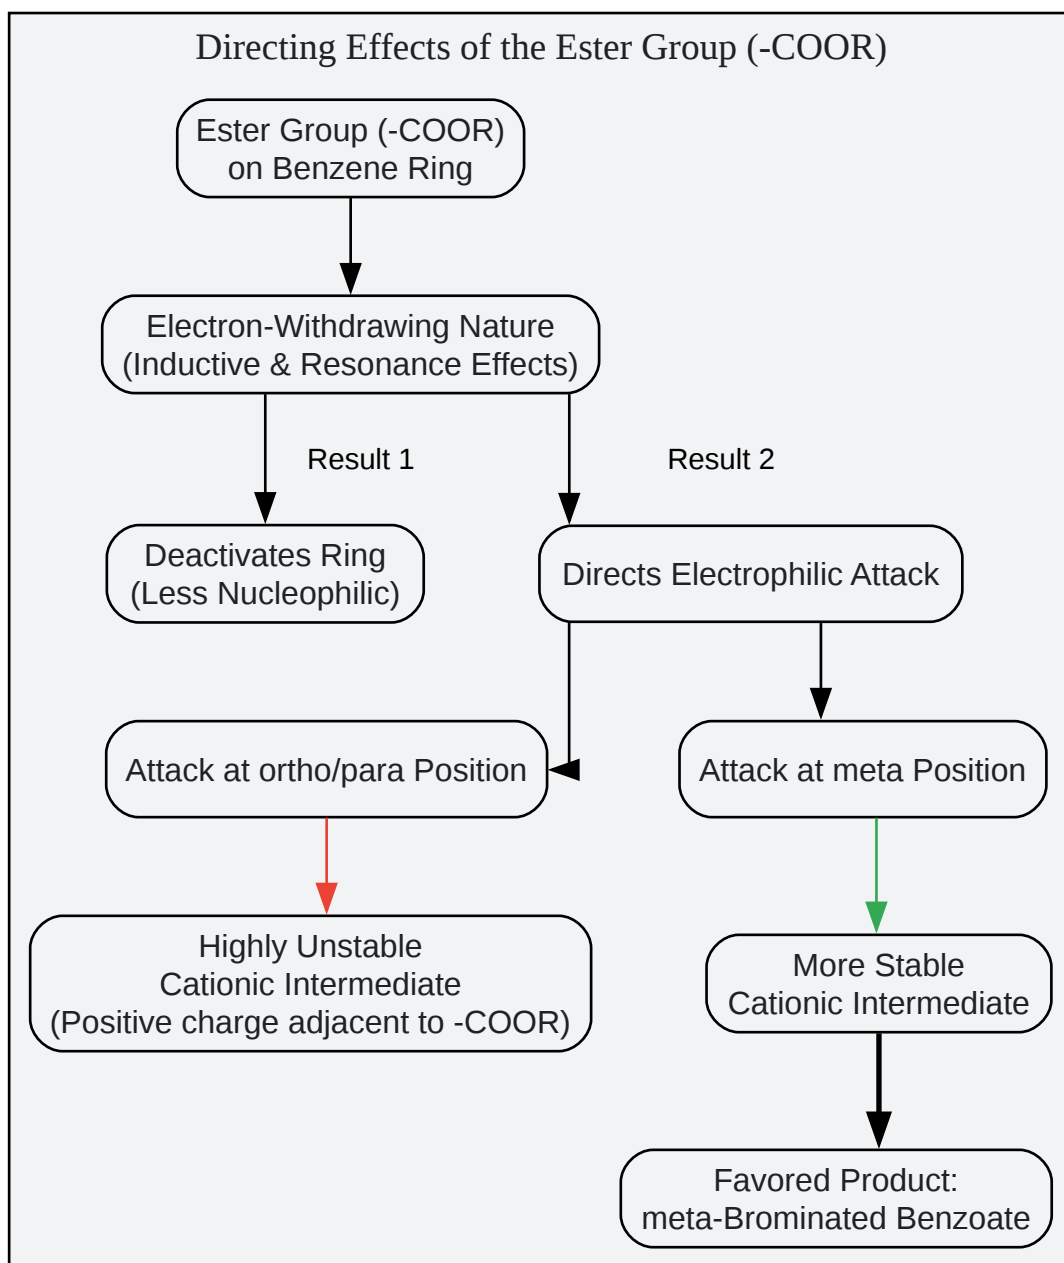 Directing Effects of the Ester Group (-COOR)
Ester Group (-COOR)
on Benzene Ring
Electron-Withdrawing Nature
(Inductive & Resonance Effects)
Result 1
Result 2
Deactivates Ring
(Less Nucleophilic)
Directs Electrophilic Attack
Attack at ortho/para Position
Attack at meta Position
Highly Unstable
Cationic Intermediate
(Positive charge adjacent to -COOR)
More Stable
Cationic Intermediate
Favored Product:
meta-Brominated Benzoate